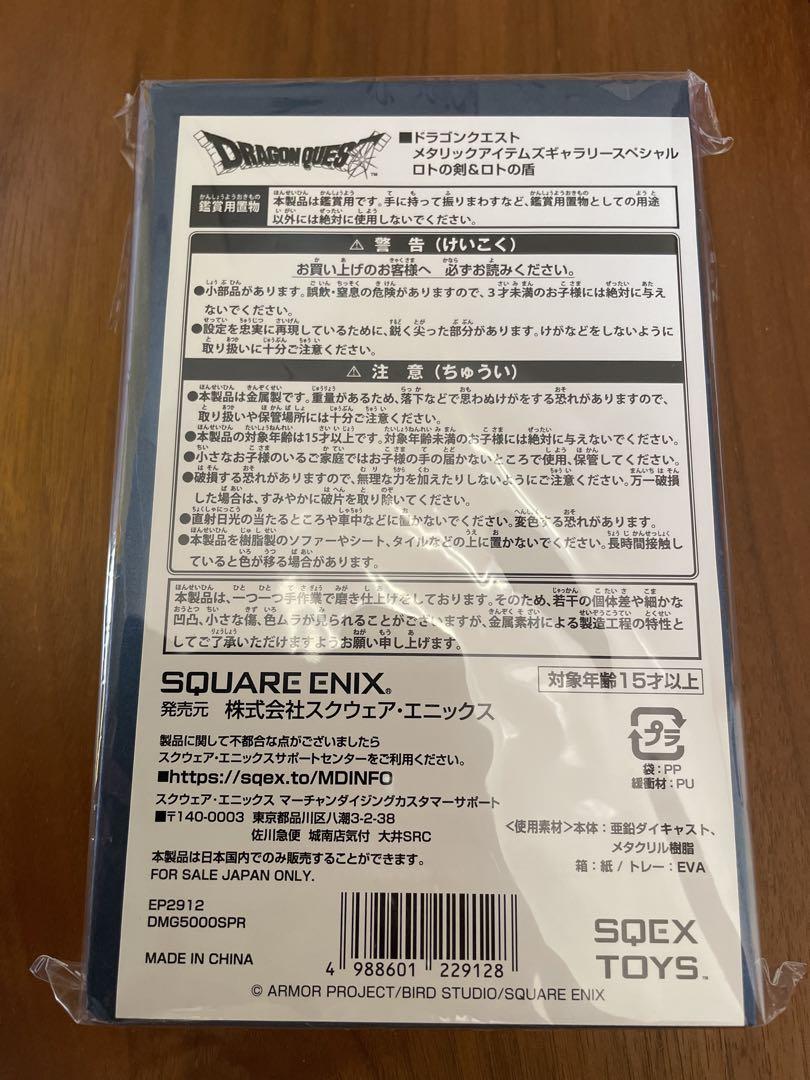 DRAGON QUEST™
■ドラゴンクエスト
メタリックアイテムズギャラリースペシャル
ロトの剣&ロトの盾
鑑賞用置物
本製品は鑑賞用です。手に持って振りまわすなど、鑑賞用置物としての用途
以外には絶対に使用しないでください。
⚠ 警 告 (けいこく)
お買い上げのお客様へ 必ずお読みください。
●小部品があります。誤飲・窒息の危険がありますので、3才未満のお子様には絶対に与え
ないでください。
●設定を忠実に再現しているために、鋭く尖った部分があります。けがなどをしないように
取り扱いに十分ご注意ください。
⚠ 注 意 (ちゅうい)
●本製品は金属製です。重量があるため、落下などで思わぬけがをする恐れがありますので、
取り扱いや保管場所には十分ご注意ください。
●本製品の対象年齢は15才以上です。対象年齢未満のお子様には絶対に与えないでください。
●小さなお子様のいるご家庭ではお子様の手の届かないところで使用、保管してください。
●破損する恐れがありますので、無理な力を加えたりしないようにご注意ください。万一破損
した場合は、すみやかに破片を取り除いてください。
●直射日光の当たるところや車中などに置かないでください。変色する恐れがあります。
●本製品を樹脂製のソファーやシート、タイルなどの上に置かないでください。長時間接触し
ていると色が移る場合があります。
本製品は、一つ一つ手作業で磨き仕上げをしております。そのため、若干の個体差や細かな
凹凸、小さな傷、色ムラが見られることがございますが、金属素材による製造工程の特性と
してご了承いただけますようお願い申し上げます。
SQUARE ENIX®
対象年齢15才以上
発売元 株式会社スクウェア・エニックス
製品に関して不都合な点がございましたら
スクウェア・エニックスサポートセンターをご利用ください。
■https://sqex.to/MDINFO
プラ
袋:PP
緩衝材:PU
スクウェア・エニックス マーチャンダイジングカスタマーサポート
■〒140-0003 東京都品川区八潮3-2-38
佐川急便 城南店気付 大井SRC
<使用素材>本体:亜鉛ダイキャスト、
メタクリル樹脂
箱:紙/トレー:EVA
本製品は日本国内でのみ販売することができます。
FOR SALE JAPAN ONLY.
EP2912
DMG5000SPR
MADE IN CHINA
4 988601 229128
SQEX
TOYS™
© ARMOR PROJECT/BIRD STUDIO/SQUARE ENIX